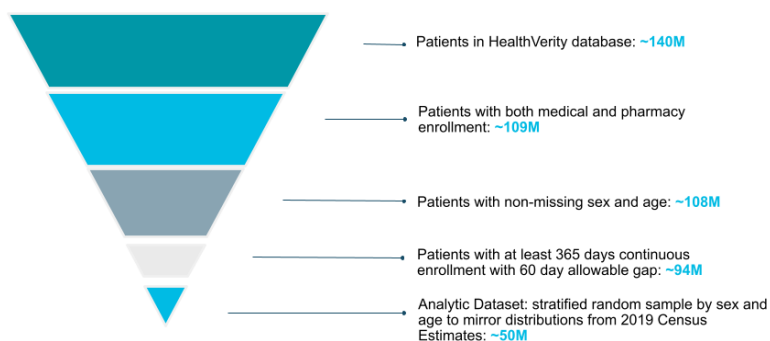 Patients in HealthVerity database: ~140M
Patients with both medical and pharmacy
enrollment: ~109M
Patients with non-missing sex and age: ~108M
Patients with at least 365 days continuous
enrollment with 60 day allowable gap: ~94M
Analytic Dataset: stratified random sample by sex and
age to mirror distributions from 2019 Census
Estimates: ~50M